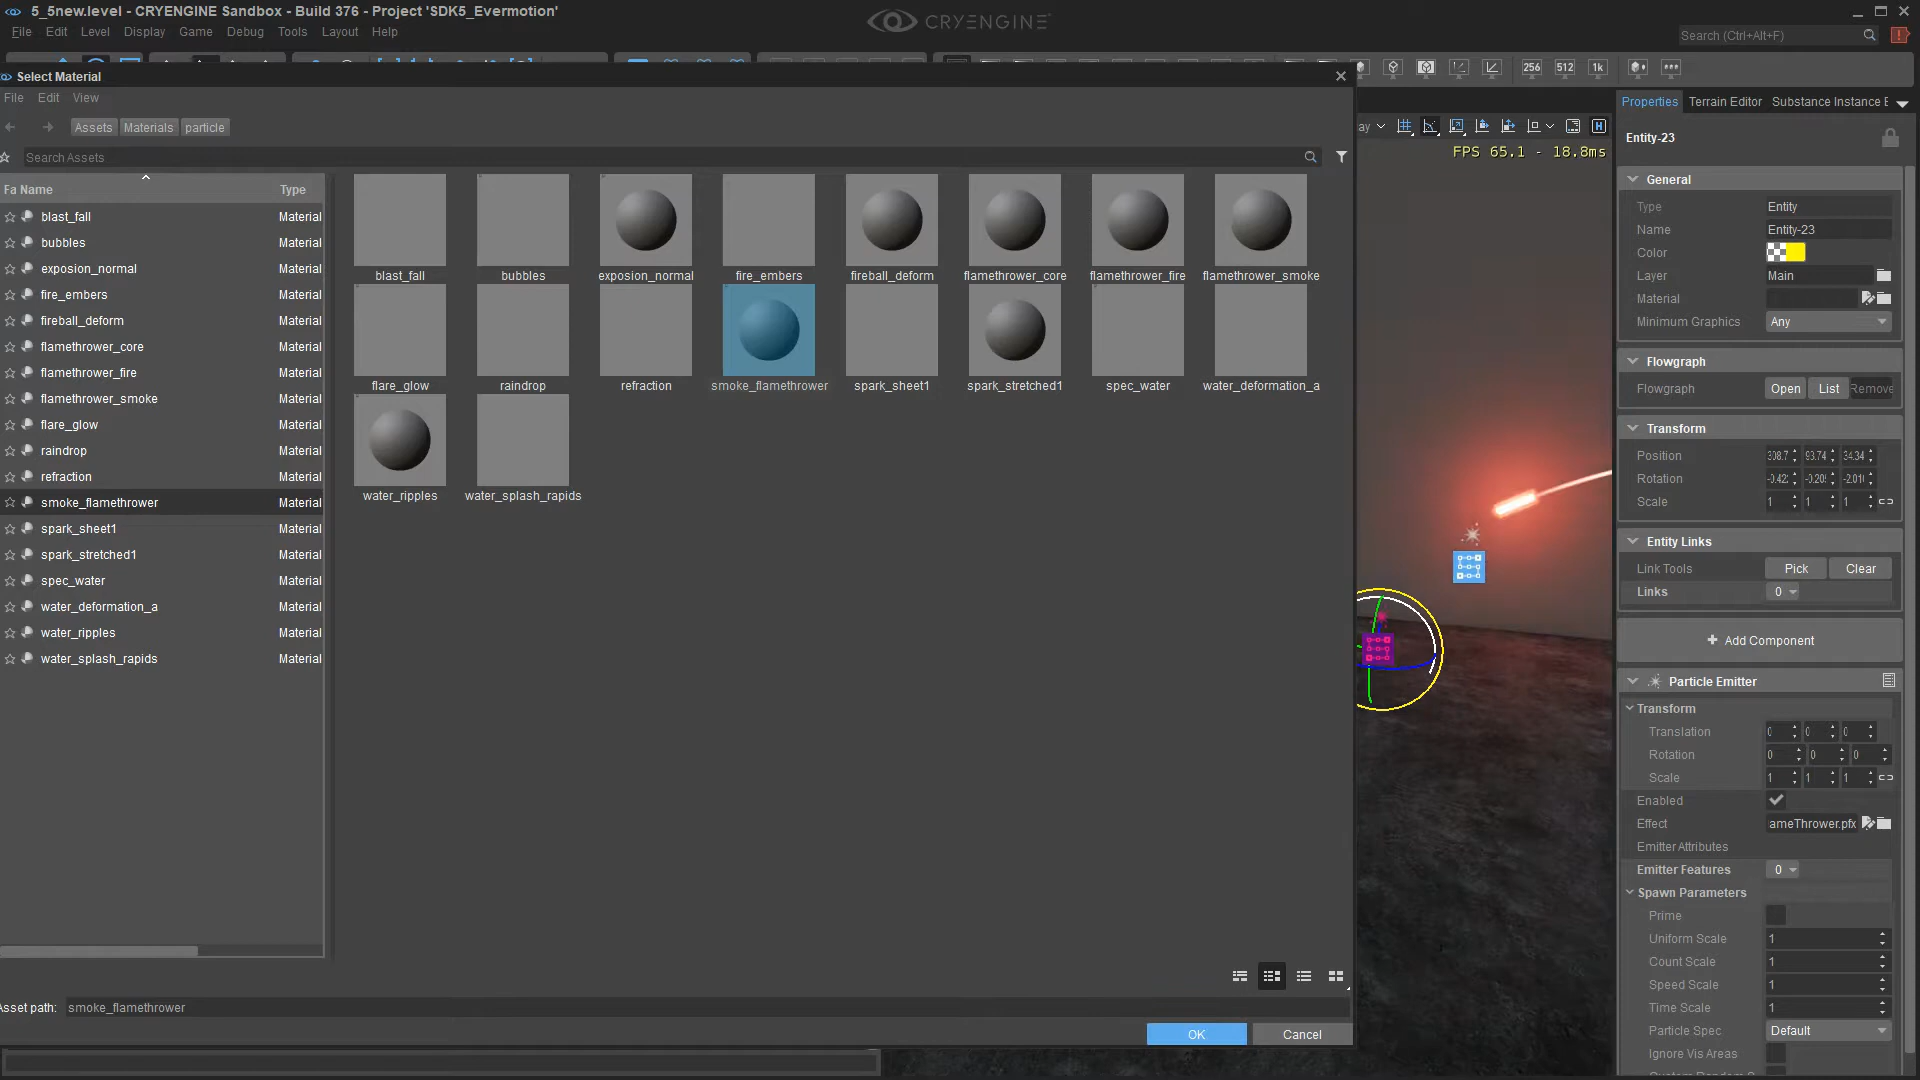 5_5new.level - CRYENGINE Sandbox - Build 376 - Project 'SDK5_Evermotion'
CRYENGINE
File Edit Level Display Game Debug Tools Layout Help
Search (Ctrl+Alt+F)
Select Material
256 512 1k
File Edit View
Properties Terrain Editor Substance Instance E
Assets Materials particle
ay
Entity-23
Search Assets
FPS 65.1 - 18.8ms
Fa Name Type
blast_fall Material
bubbles Material
exposion_normal Material
fire_embers Material
fireball_deform Material
flamethrower_core Material
flamethrower_fire Material
flamethrower_smoke Material
flare_glow Material
raindrop Material
refraction Material
smoke_flamethrower Material
spark_sheet1 Material
spark_stretched1 Material
spec_water Material
water_deformation_a Material
water_ripples Material
water_splash_rapids Material
blast_fall bubbles exposion_normal fire_embers fireball_deform flamethrower_core flamethrower_fire flamethrower_smoke
flare_glow raindrop refraction smoke_flamethrower spark_sheet1 spark_stretched1 spec_water water_deformation_a
water_ripples water_splash_rapids
Asset path: smoke_flamethrower
OK Cancel
General
Type Entity
Name Entity-23
Color
Layer Main
Material
Minimum Graphics Any
Flowgraph
Flowgraph Open List Remove
Transform
Position 308.7 93.74 34.34
Rotation
Scale 1 1 1
Entity Links
Link Tools Pick Clear
Links 0
Add Component
Particle Emitter
Transform
Translation 0 0 0
Rotation 0 0 0
Scale 1 1 1
Enabled
Effect ameThrower.pfx
Emitter Attributes
Emitter Features 0
Spawn Parameters
Prime
Uniform Scale 1
Count Scale 1
Speed Scale 1
Time Scale 1
Particle Spec Default
Ignore Vis Areas